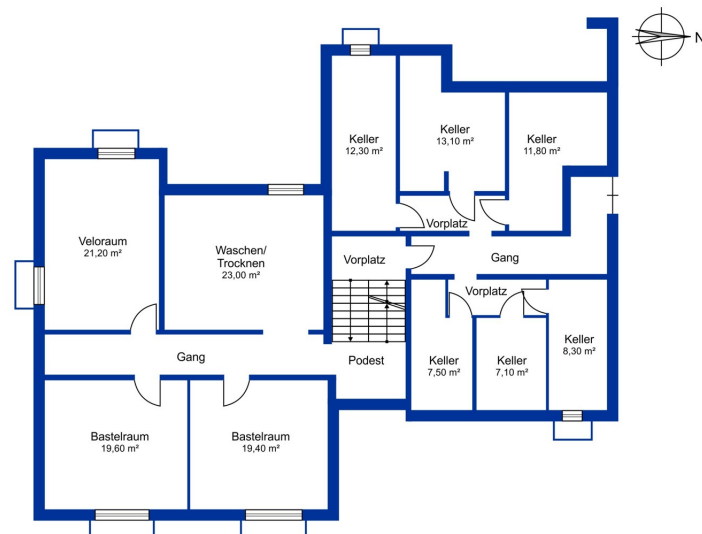 N
Keller
12,30 m²
Keller
13,10 m²
Keller
11,80 m²
Vorplatz
Veloraum
21,20 m²
Waschen/
Trocknen
23,00 m²
Vorplatz
Gang
Vorplatz
Gang
Podest
Keller
7,50 m²
Keller
7,10 m²
Keller
8,30 m²
Bastelraum
19,60 m²
Bastelraum
19,40 m²